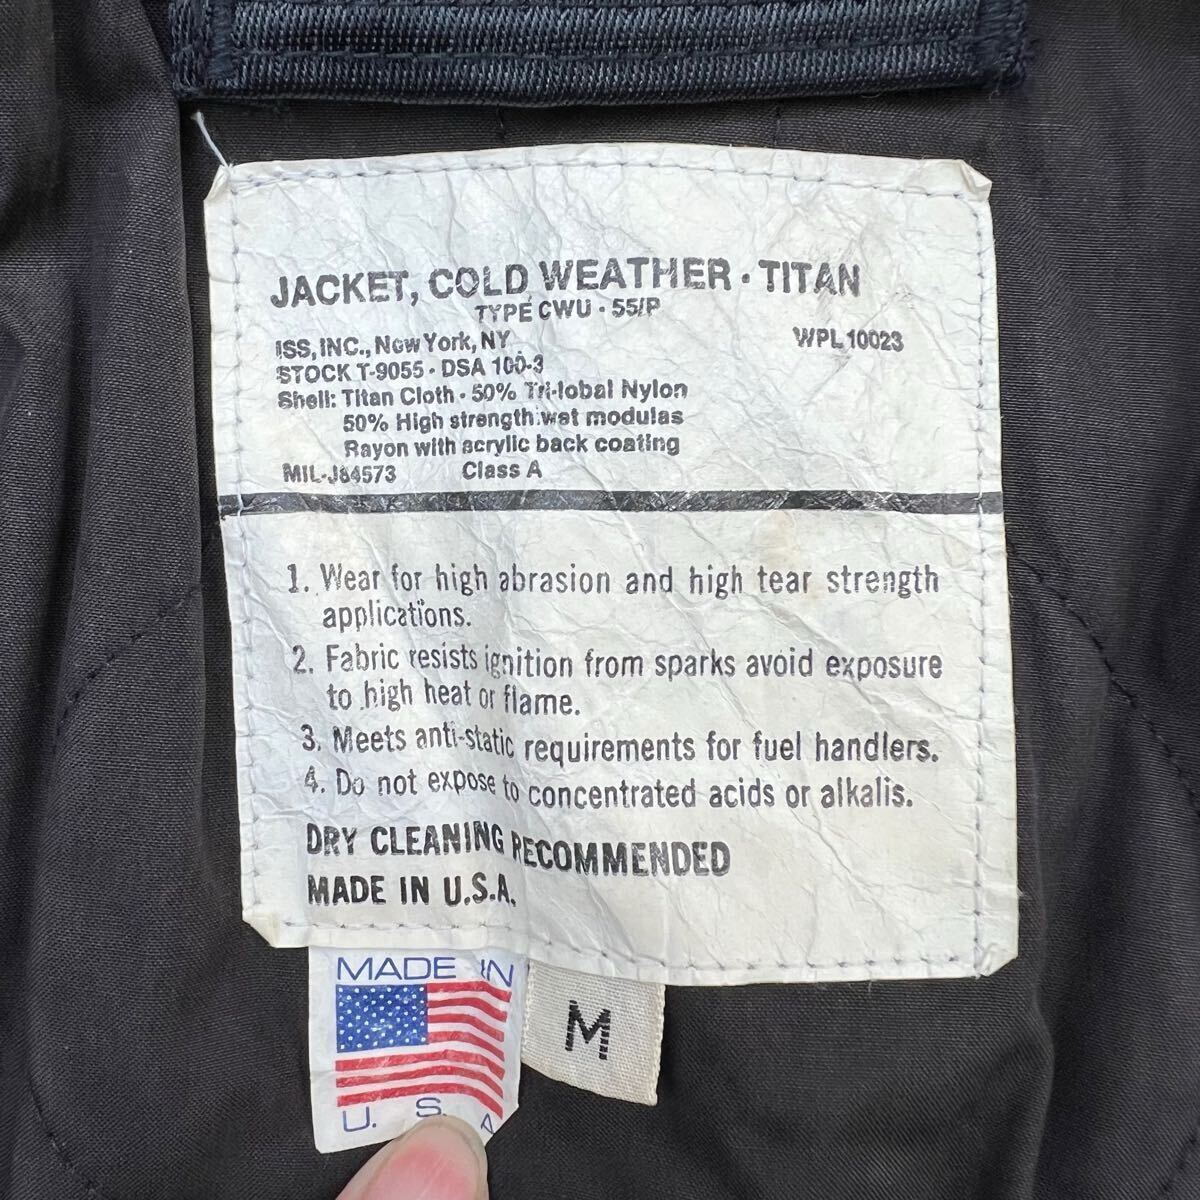 JACKET, COLD WEATHER · TITAN
TYPE CWU · 55/P
ISS, INC., New York, NY WPL 10023
STOCK T-9055 · DSA 100-3
Shell: Titan Cloth · 50% Tri-lobal Nylon
50% High strength wet modulas
Rayon with acrylic back coating
MIL-J84573 Class A
1. Wear for high abrasion and high tear strength
applications.
2. Fabric resists ignition from sparks avoid exposure
to high heat or flame.
3. Meets anti-static requirements for fuel handlers.
4. Do not expose to concentrated acids or alkalis.
DRY CLEANING RECOMMENDED
MADE IN U.S.A.
MADE IN
U. S. A
M